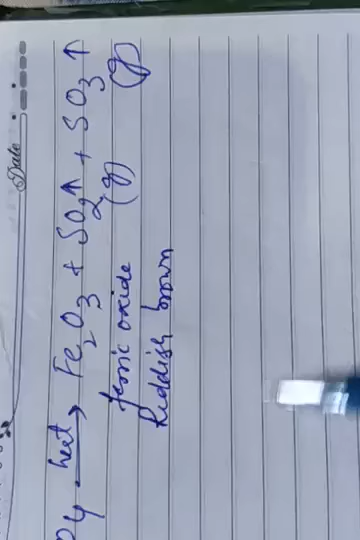 Date
O4 heat → Fe2O3 + SO2↑ + SO3↑
ferric oxide (g) (g)
Reddish brown